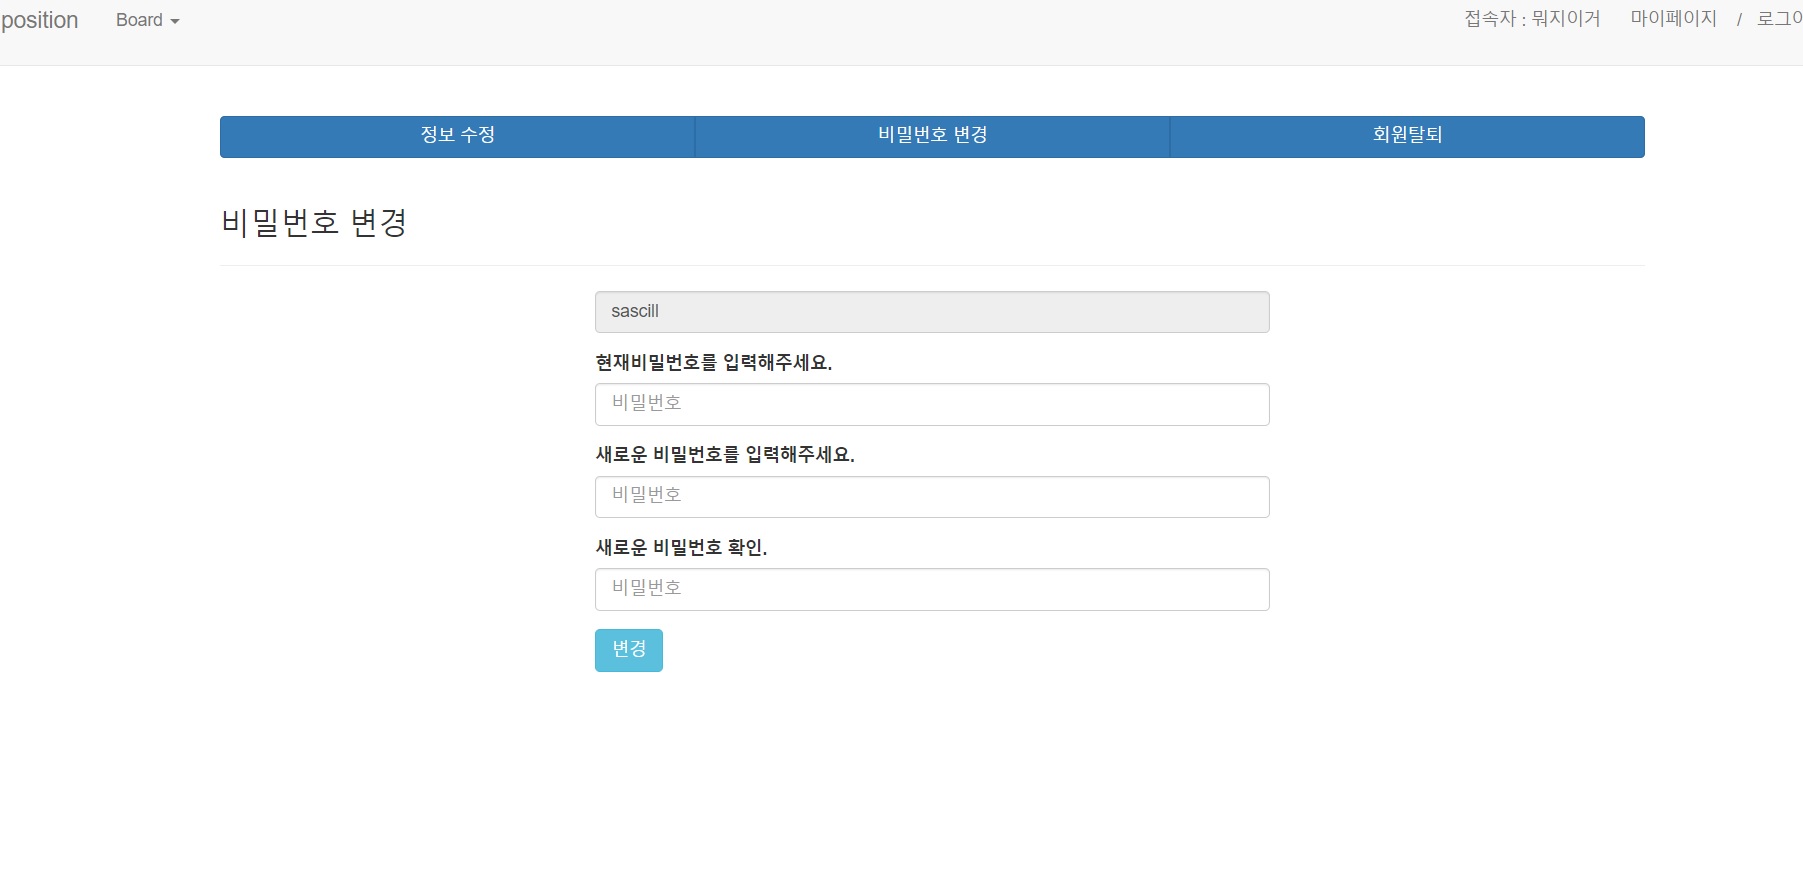 position Board 접속자 : 뭐지이거 마이페이지 / 로그아
정보 수정 비밀번호 변경 회원탈퇴
비밀번호 변경
sascill
현재비밀번호를 입력해주세요.
비밀번호
새로운 비밀번호를 입력해주세요.
비밀번호
새로운 비밀번호 확인.
비밀번호
변경